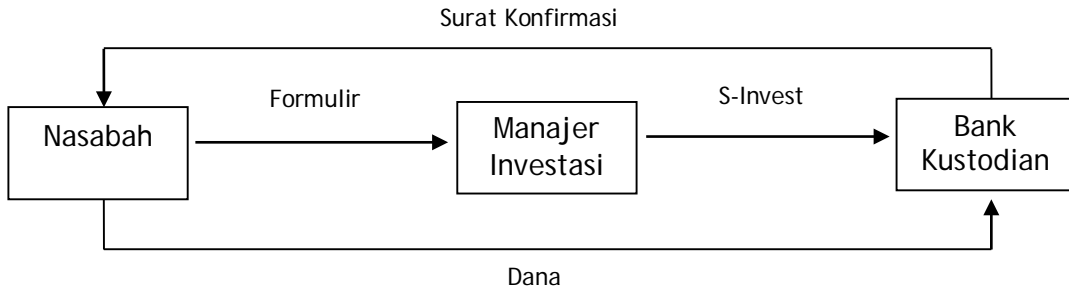 Surat Konfirmasi
Formulir
S-Invest
Nasabah
Manajer
Investasi
Bank
Kustodian
Dana